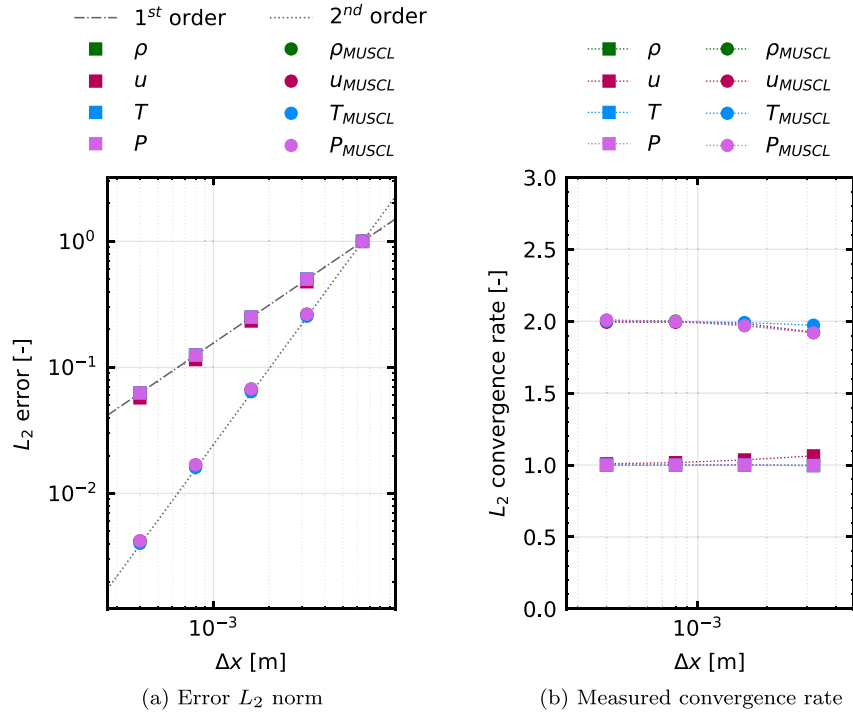 1st order
2nd order
ρ
ρMUSCL
u
uMUSCL
T
TMUSCL
P
PMUSCL
10^0
10^-1
10^-2
L2 error [-]
10^-3
Δx [m]
(a) Error L2 norm
ρ
ρMUSCL
u
uMUSCL
T
TMUSCL
P
PMUSCL
3.0
2.5
2.0
1.5
1.0
0.5
0.0
L2 convergence rate [-]
10^-3
Δx [m]
(b) Measured convergence rate